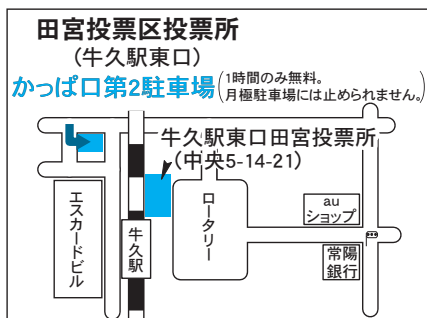 田宮投票区投票所
(牛久駅東口)
かっぱ口第2駐車場(1時間のみ無料。
月極駐車場には止められません。)
牛久駅東口田宮投票所
(中央5-14-21)
エスカードビル
牛久駅
ロータリー
au
ショップ
常陽
銀行